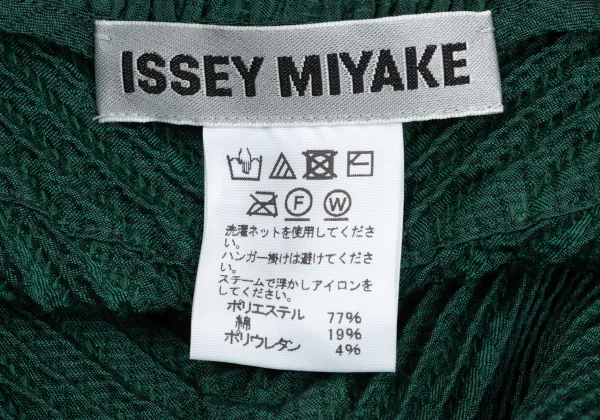 ISSEY MIYAKE
F W
洗濯ネットを使用してくださ
い。
ハンガー掛けは避けてくださ
い。
スチームで浮かしアイロンを
してください。
ポリエステル 77%
綿 19%
ポリウレタン 4%